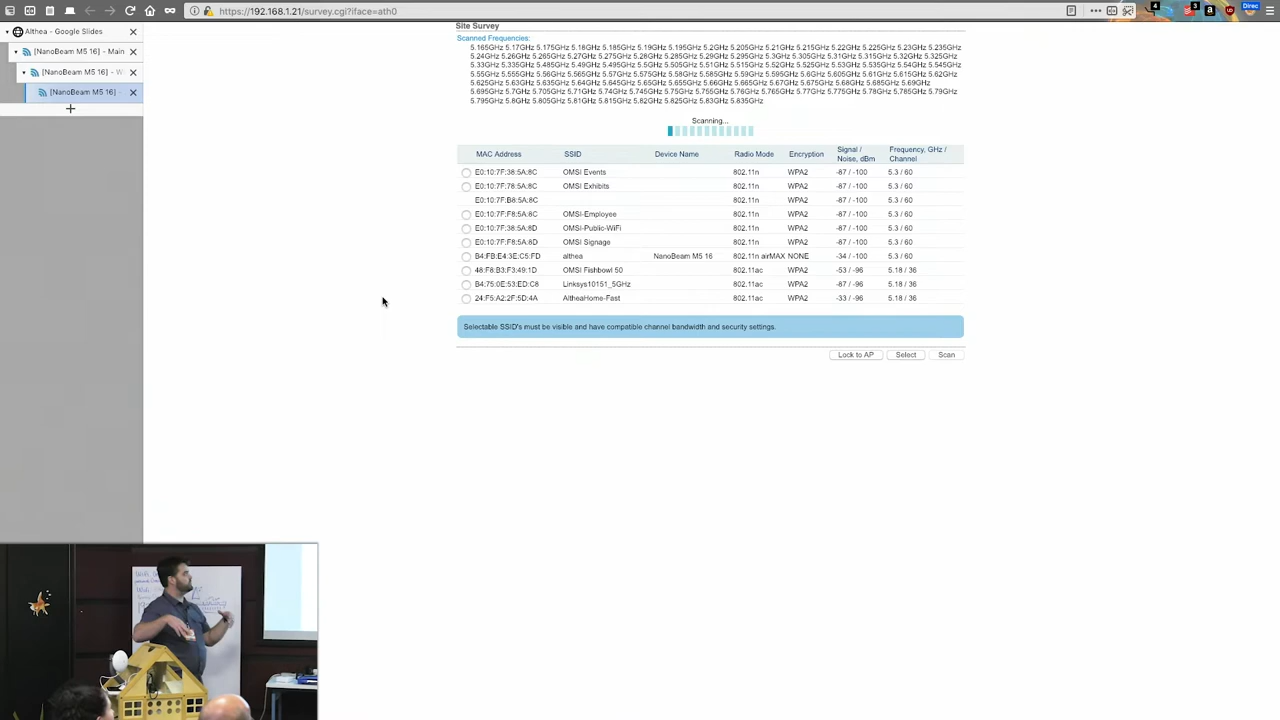 https://192.168.1.21/survey.cgi?iface=ath0
4
3
Direc
Althea - Google Slides
[NanoBeam M5 16] - Main
[NanoBeam M5 16] - W
[NanoBeam M5 16] -
Site Survey
Scanned Frequencies:
5.165GHz 5.17GHz 5.175GHz 5.18GHz 5.185GHz 5.19GHz 5.195GHz 5.2GHz 5.205GHz 5.21GHz 5.215GHz 5.22GHz 5.225GHz 5.23GHz 5.235GHz
5.24GHz 5.26GHz 5.265GHz 5.27GHz 5.275GHz 5.28GHz 5.285GHz 5.29GHz 5.295GHz 5.3GHz 5.305GHz 5.31GHz 5.315GHz 5.32GHz 5.325GHz
5.33GHz 5.335GHz 5.485GHz 5.49GHz 5.495GHz 5.5GHz 5.505GHz 5.51GHz 5.515GHz 5.52GHz 5.525GHz 5.53GHz 5.535GHz 5.54GHz 5.545GHz
5.55GHz 5.555GHz 5.56GHz 5.565GHz 5.57GHz 5.575GHz 5.58GHz 5.585GHz 5.59GHz 5.595GHz 5.6GHz 5.605GHz 5.61GHz 5.615GHz 5.62GHz
5.625GHz 5.63GHz 5.635GHz 5.64GHz 5.645GHz 5.65GHz 5.655GHz 5.66GHz 5.665GHz 5.67GHz 5.675GHz 5.68GHz 5.685GHz 5.69GHz
5.695GHz 5.7GHz 5.705GHz 5.71GHz 5.74GHz 5.745GHz 5.75GHz 5.755GHz 5.76GHz 5.765GHz 5.77GHz 5.775GHz 5.78GHz 5.785GHz 5.79GHz
5.795GHz 5.8GHz 5.805GHz 5.81GHz 5.815GHz 5.82GHz 5.825GHz 5.83GHz 5.835GHz
Scanning...
MAC Address SSID Device Name Radio Mode Encryption Signal / Noise, dBm Frequency, GHz / Channel
E0:10:7F:38:5A:8C OMSI Events 802.11n WPA2 -87 / -100 5.3 / 60
E0:10:7F:78:5A:8C OMSI Exhibits 802.11n WPA2 -87 / -100 5.3 / 60
E0:10:7F:B8:5A:8C 802.11n WPA2 -87 / -100 5.3 / 60
E0:10:7F:F8:5A:8C OMSI-Employee 802.11n WPA2 -87 / -100 5.3 / 60
E0:10:7F:38:5A:8D OMSI-Public-WiFi 802.11n WPA2 -87 / -100 5.3 / 60
E0:10:7F:F8:5A:8D OMSI Signage 802.11n WPA2 -87 / -100 5.3 / 60
B4:FB:E4:3E:C5:FD althea NanoBeam M5 16 802.11n airMAX NONE -34 / -100 5.3 / 60
48:F8:B3:F3:49:1D OMSI Fishbowl 50 802.11ac WPA2 -53 / -96 5.18 / 36
B4:75:0E:53:ED:C8 Linksys10151_5GHz 802.11ac WPA2 -87 / -96 5.18 / 36
24:F5:A2:2F:5D:4A AltheaHome-Fast 802.11ac WPA2 -33 / -96 5.18 / 36
Selectable SSID's must be visible and have compatible channel bandwidth and security settings.
Lock to AP Select Scan